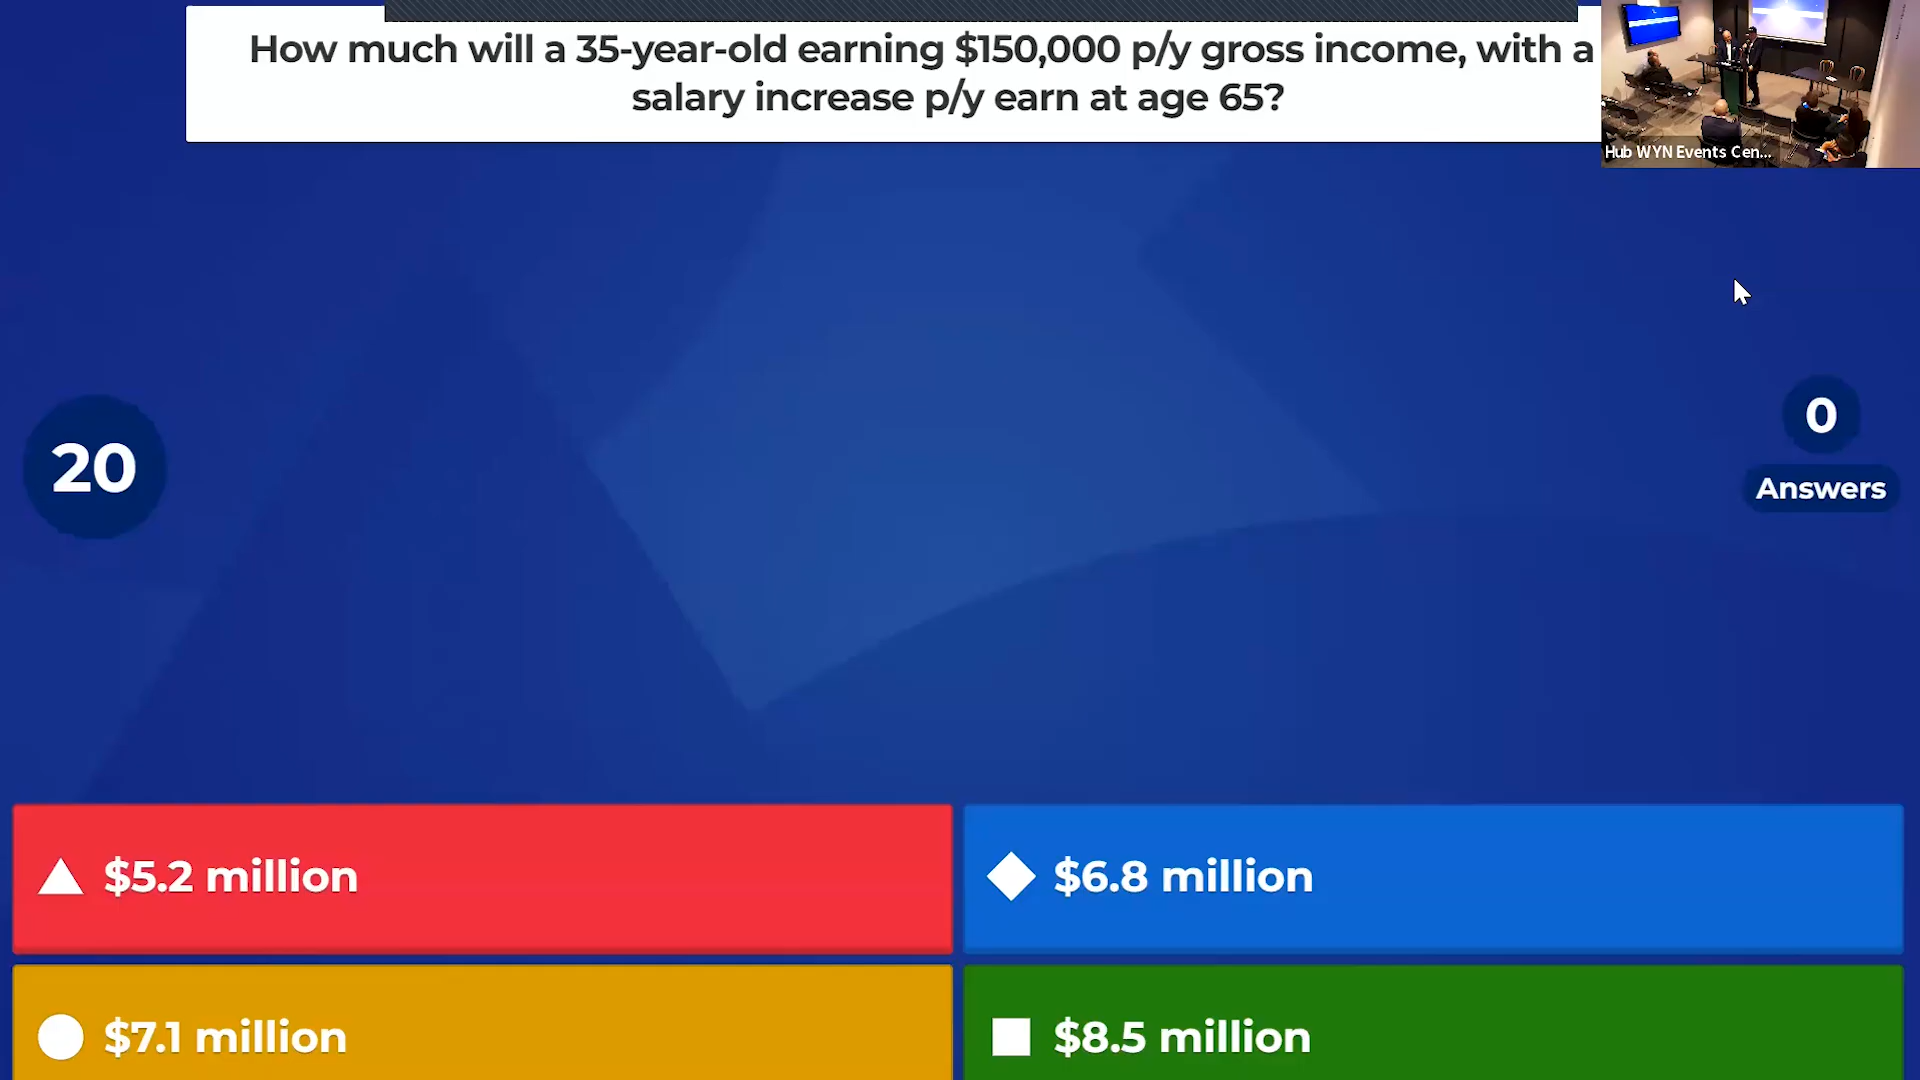 How much will a 35-year-old earning $150,000 p/y gross income, with a
salary increase p/y earn at age 65?
Hub WYN Events Cen...
20
0
Answers
$5.2 million
$6.8 million
$7.1 million
$8.5 million